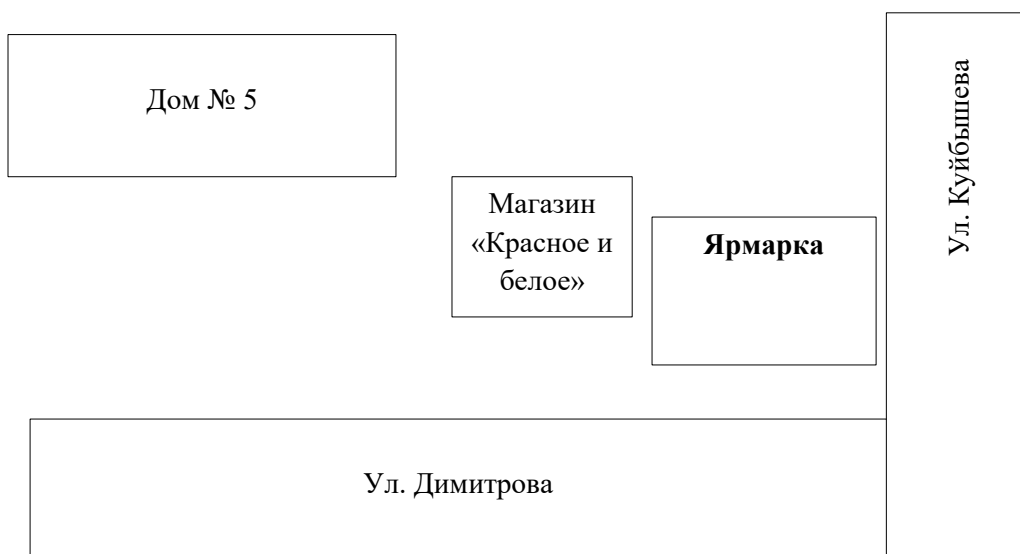 Дом № 5
Ул. Куйбышева
Магазин
«Красное и
белое»
Ярмарка
Ул. Димитрова